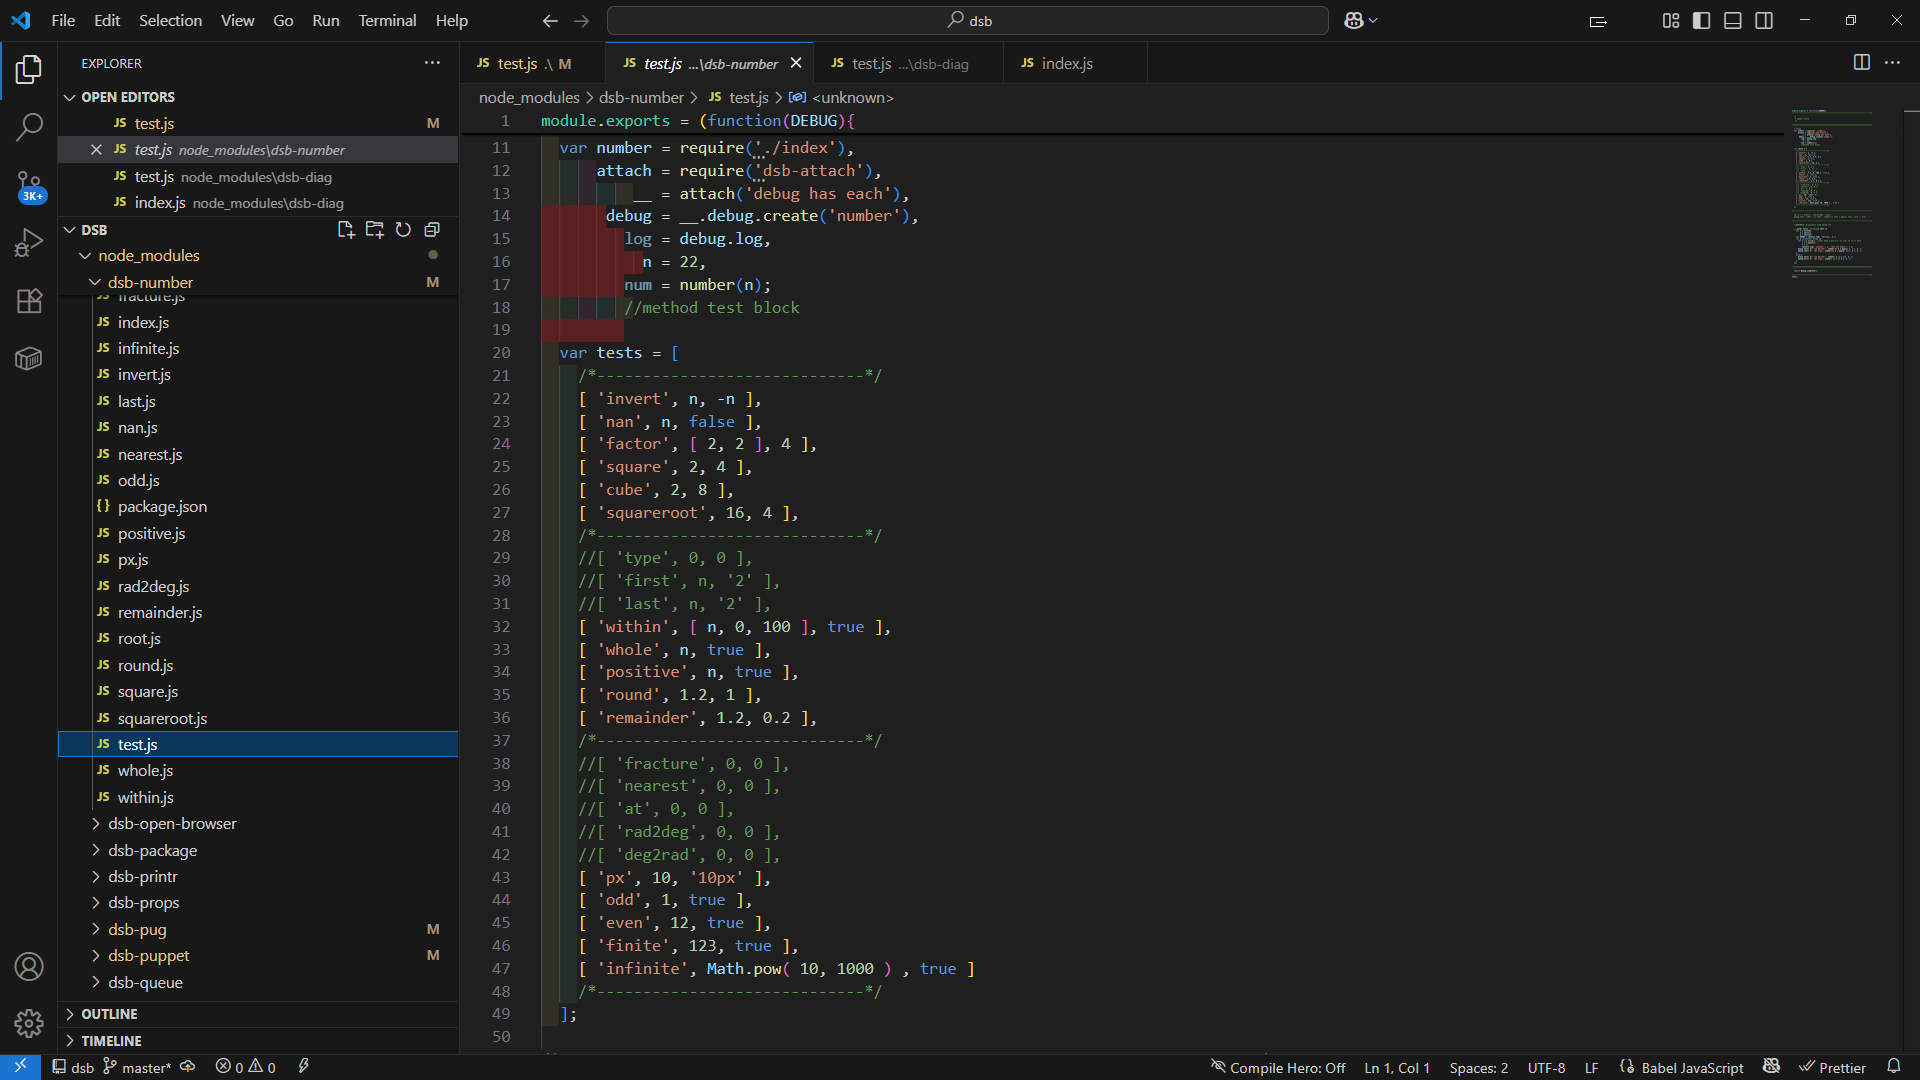 File Edit Selection View Go Run Terminal Help
dsb
EXPLORER
OPEN EDITORS
JS test.js M
JS test.js node_modules\dsb-number
JS test.js node_modules\dsb-diag
JS index.js node_modules\dsb-diag
DSB
node_modules
dsb-number M
JS fracture.js
JS index.js
JS infinite.js
JS invert.js
JS last.js
JS nan.js
JS nearest.js
JS odd.js
{} package.json
JS positive.js
JS px.js
JS rad2deg.js
JS remainder.js
JS root.js
JS round.js
JS square.js
JS squareroot.js
JS test.js
JS whole.js
JS within.js
dsb-open-browser
dsb-package
dsb-printr
dsb-props
dsb-pug M
dsb-puppet M
dsb-queue
OUTLINE
TIMELINE
3K+
JS test.js .\ M
JS test.js ...\dsb-number
JS test.js ...\dsb-diag
JS index.js
node_modules > dsb-number > JS test.js > <unknown>
1 module.exports = (function(DEBUG){
11 var number = require('./index'),
12 attach = require('dsb-attach'),
13 __ = attach('debug has each'),
14 debug = __.debug.create('number'),
15 log = debug.log,
16 n = 22,
17 num = number(n);
18 //method test block
19
20 var tests = [
21 /*-----------------------------*/
22 [ 'invert', n, -n ],
23 [ 'nan', n, false ],
24 [ 'factor', [ 2, 2 ], 4 ],
25 [ 'square', 2, 4 ],
26 [ 'cube', 2, 8 ],
27 [ 'squareroot', 16, 4 ],
28 /*-----------------------------*/
29 //[ 'type', 0, 0 ],
30 //[ 'first', n, '2' ],
31 //[ 'last', n, '2' ],
32 [ 'within', [ n, 0, 100 ], true ],
33 [ 'whole', n, true ],
34 [ 'positive', n, true ],
35 [ 'round', 1.2, 1 ],
36 [ 'remainder', 1.2, 0.2 ],
37 /*-----------------------------*/
38 //[ 'fracture', 0, 0 ],
39 //[ 'nearest', 0, 0 ],
40 //[ 'at', 0, 0 ],
41 //[ 'rad2deg', 0, 0 ],
42 //[ 'deg2rad', 0, 0 ],
43 [ 'px', 10, '10px' ],
44 [ 'odd', 1, true ],
45 [ 'even', 12, true ],
46 [ 'finite', 123, true ],
47 [ 'infinite', Math.pow( 10, 1000 ) , true ]
48 /*-----------------------------*/
49 ];
50
dsb master* 0 0
Compile Hero: Off Ln 1, Col 1 Spaces: 2 UTF-8 LF {} Babel JavaScript Prettier